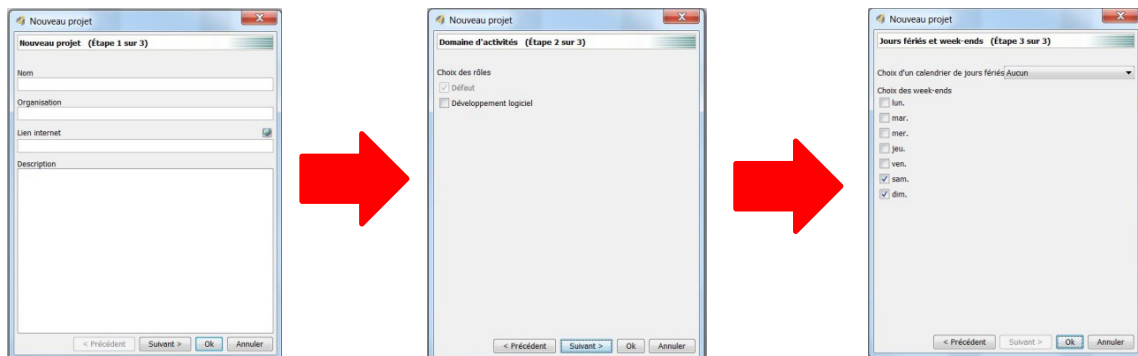 Nouveau projet
Nouveau projet (Étape 1 sur 3)
Nom
Organisation
Lien internet
Description
< Précédent Suivant > Ok Annuler
Nouveau projet
Domaine d'activités (Étape 2 sur 3)
Choix des rôles
Défaut
Développement logiciel
< Précédent Suivant > Ok Annuler
Nouveau projet
Jours fériés et week-ends (Étape 3 sur 3)
Choix d'un calendrier de jours fériés Aucun
Choix des week-ends
lun.
mar.
mer.
jeu.
ven.
sam.
dim.
< Précédent Suivant > Ok Annuler